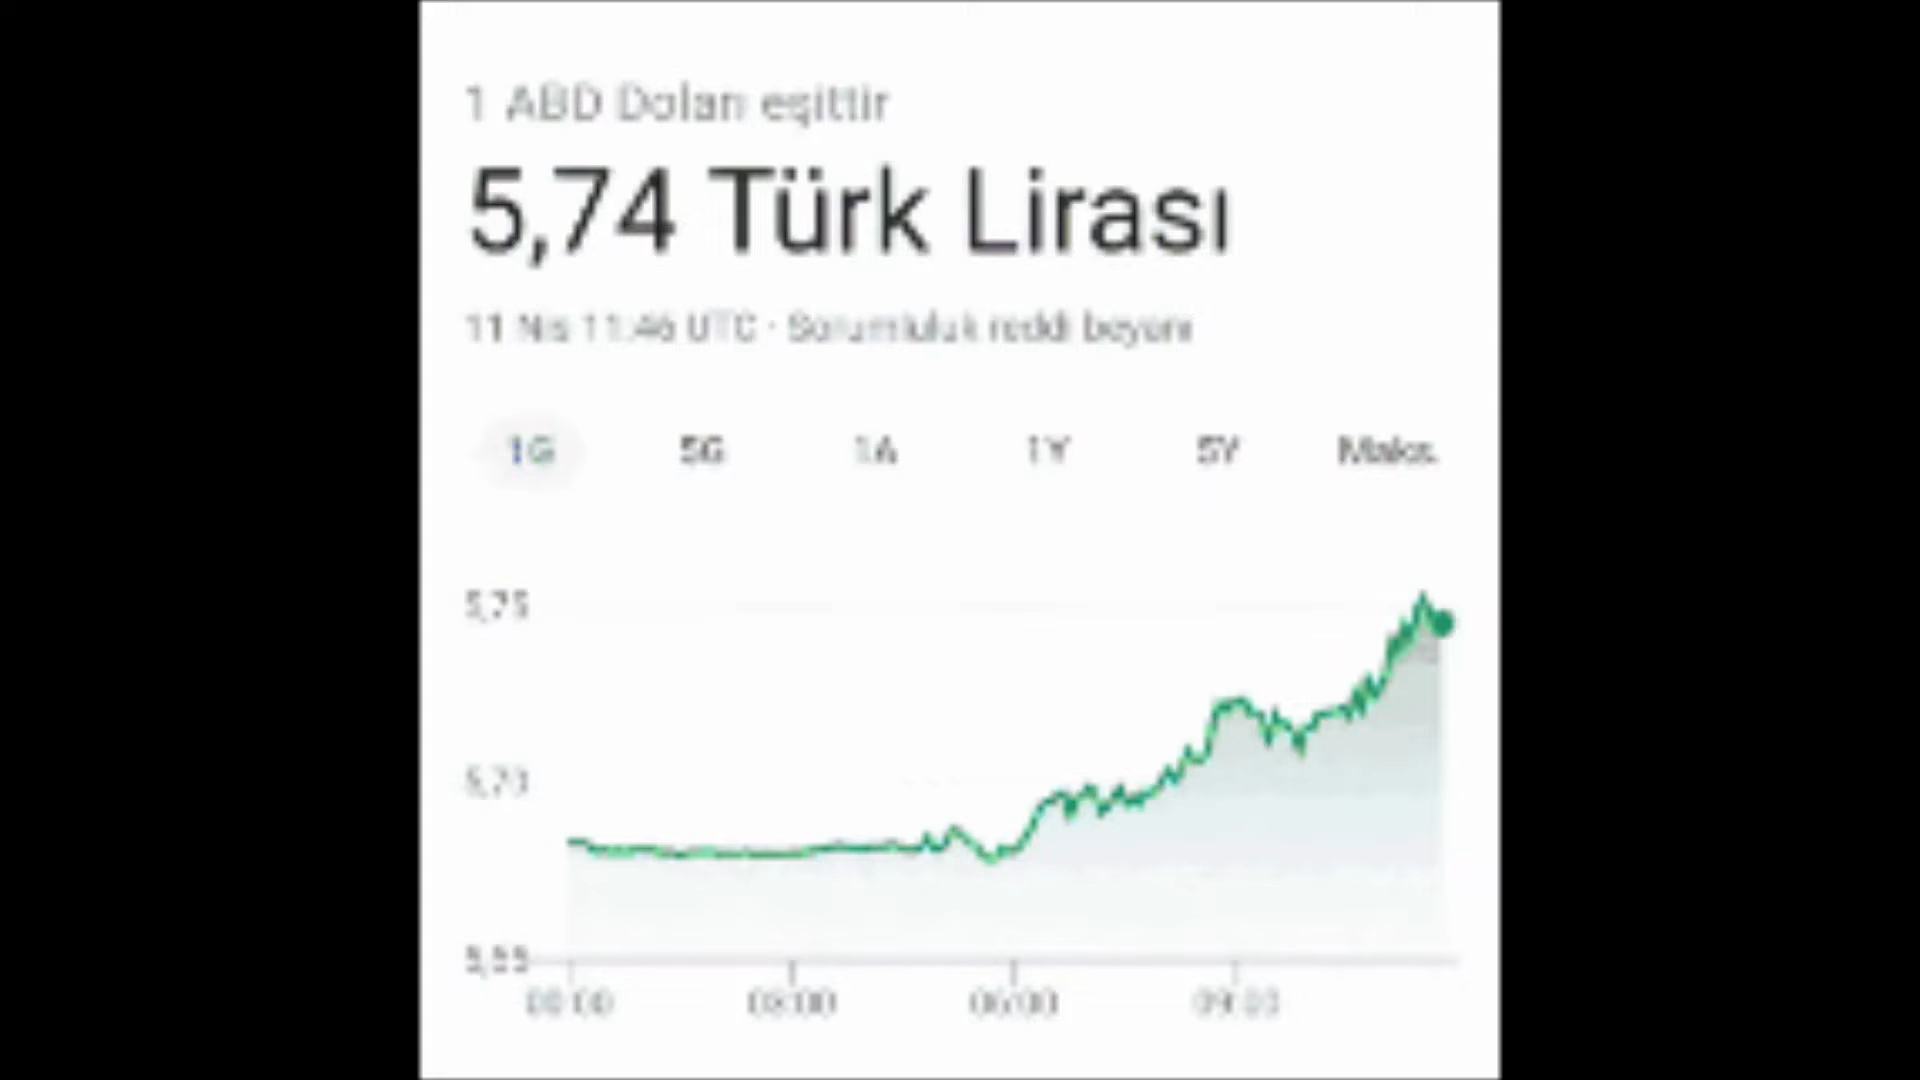 1 ABD Doları eşittir
5,74 Türk Lirası
11 Nis 11:46 UTC · Sorumluluk reddi beyanı
1G 5G 1A 1Y 5Y Maks.
5,75
5,70
5,65
00:00 03:00 06:00 09:00